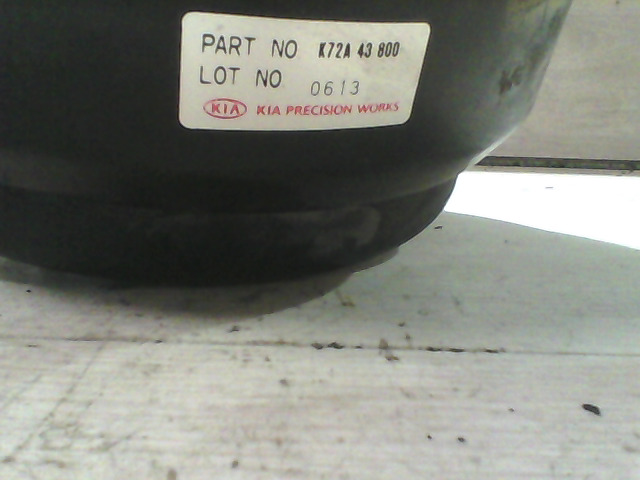 PART NO K72A 43 800
LOT NO 0613
KIA KIA PRECISION WORKS